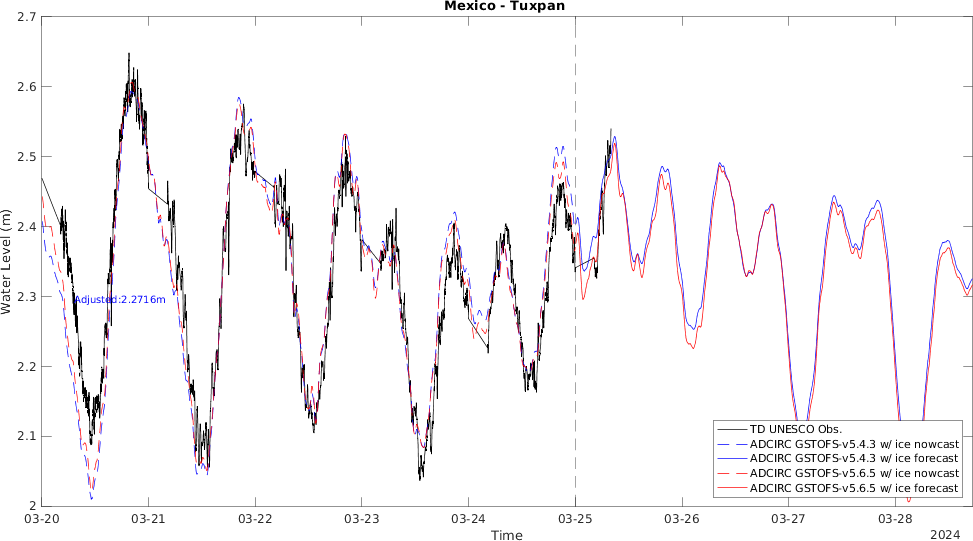 Mexico - Tuxpan
Water Level (m)
2.7
2.6
2.5
2.4
2.3
2.2
2.1
2
Adjusted:2.2716m
TD UNESCO Obs.
ADCIRC GSTOFS-v5.4.3 w/ ice nowcast
ADCIRC GSTOFS-v5.4.3 w/ ice forecast
ADCIRC GSTOFS-v5.6.5 w/ ice nowcast
ADCIRC GSTOFS-v5.6.5 w/ ice forecast
03-20 03-21 03-22 03-23 03-24 03-25 03-26 03-27 03-28
Time
2024